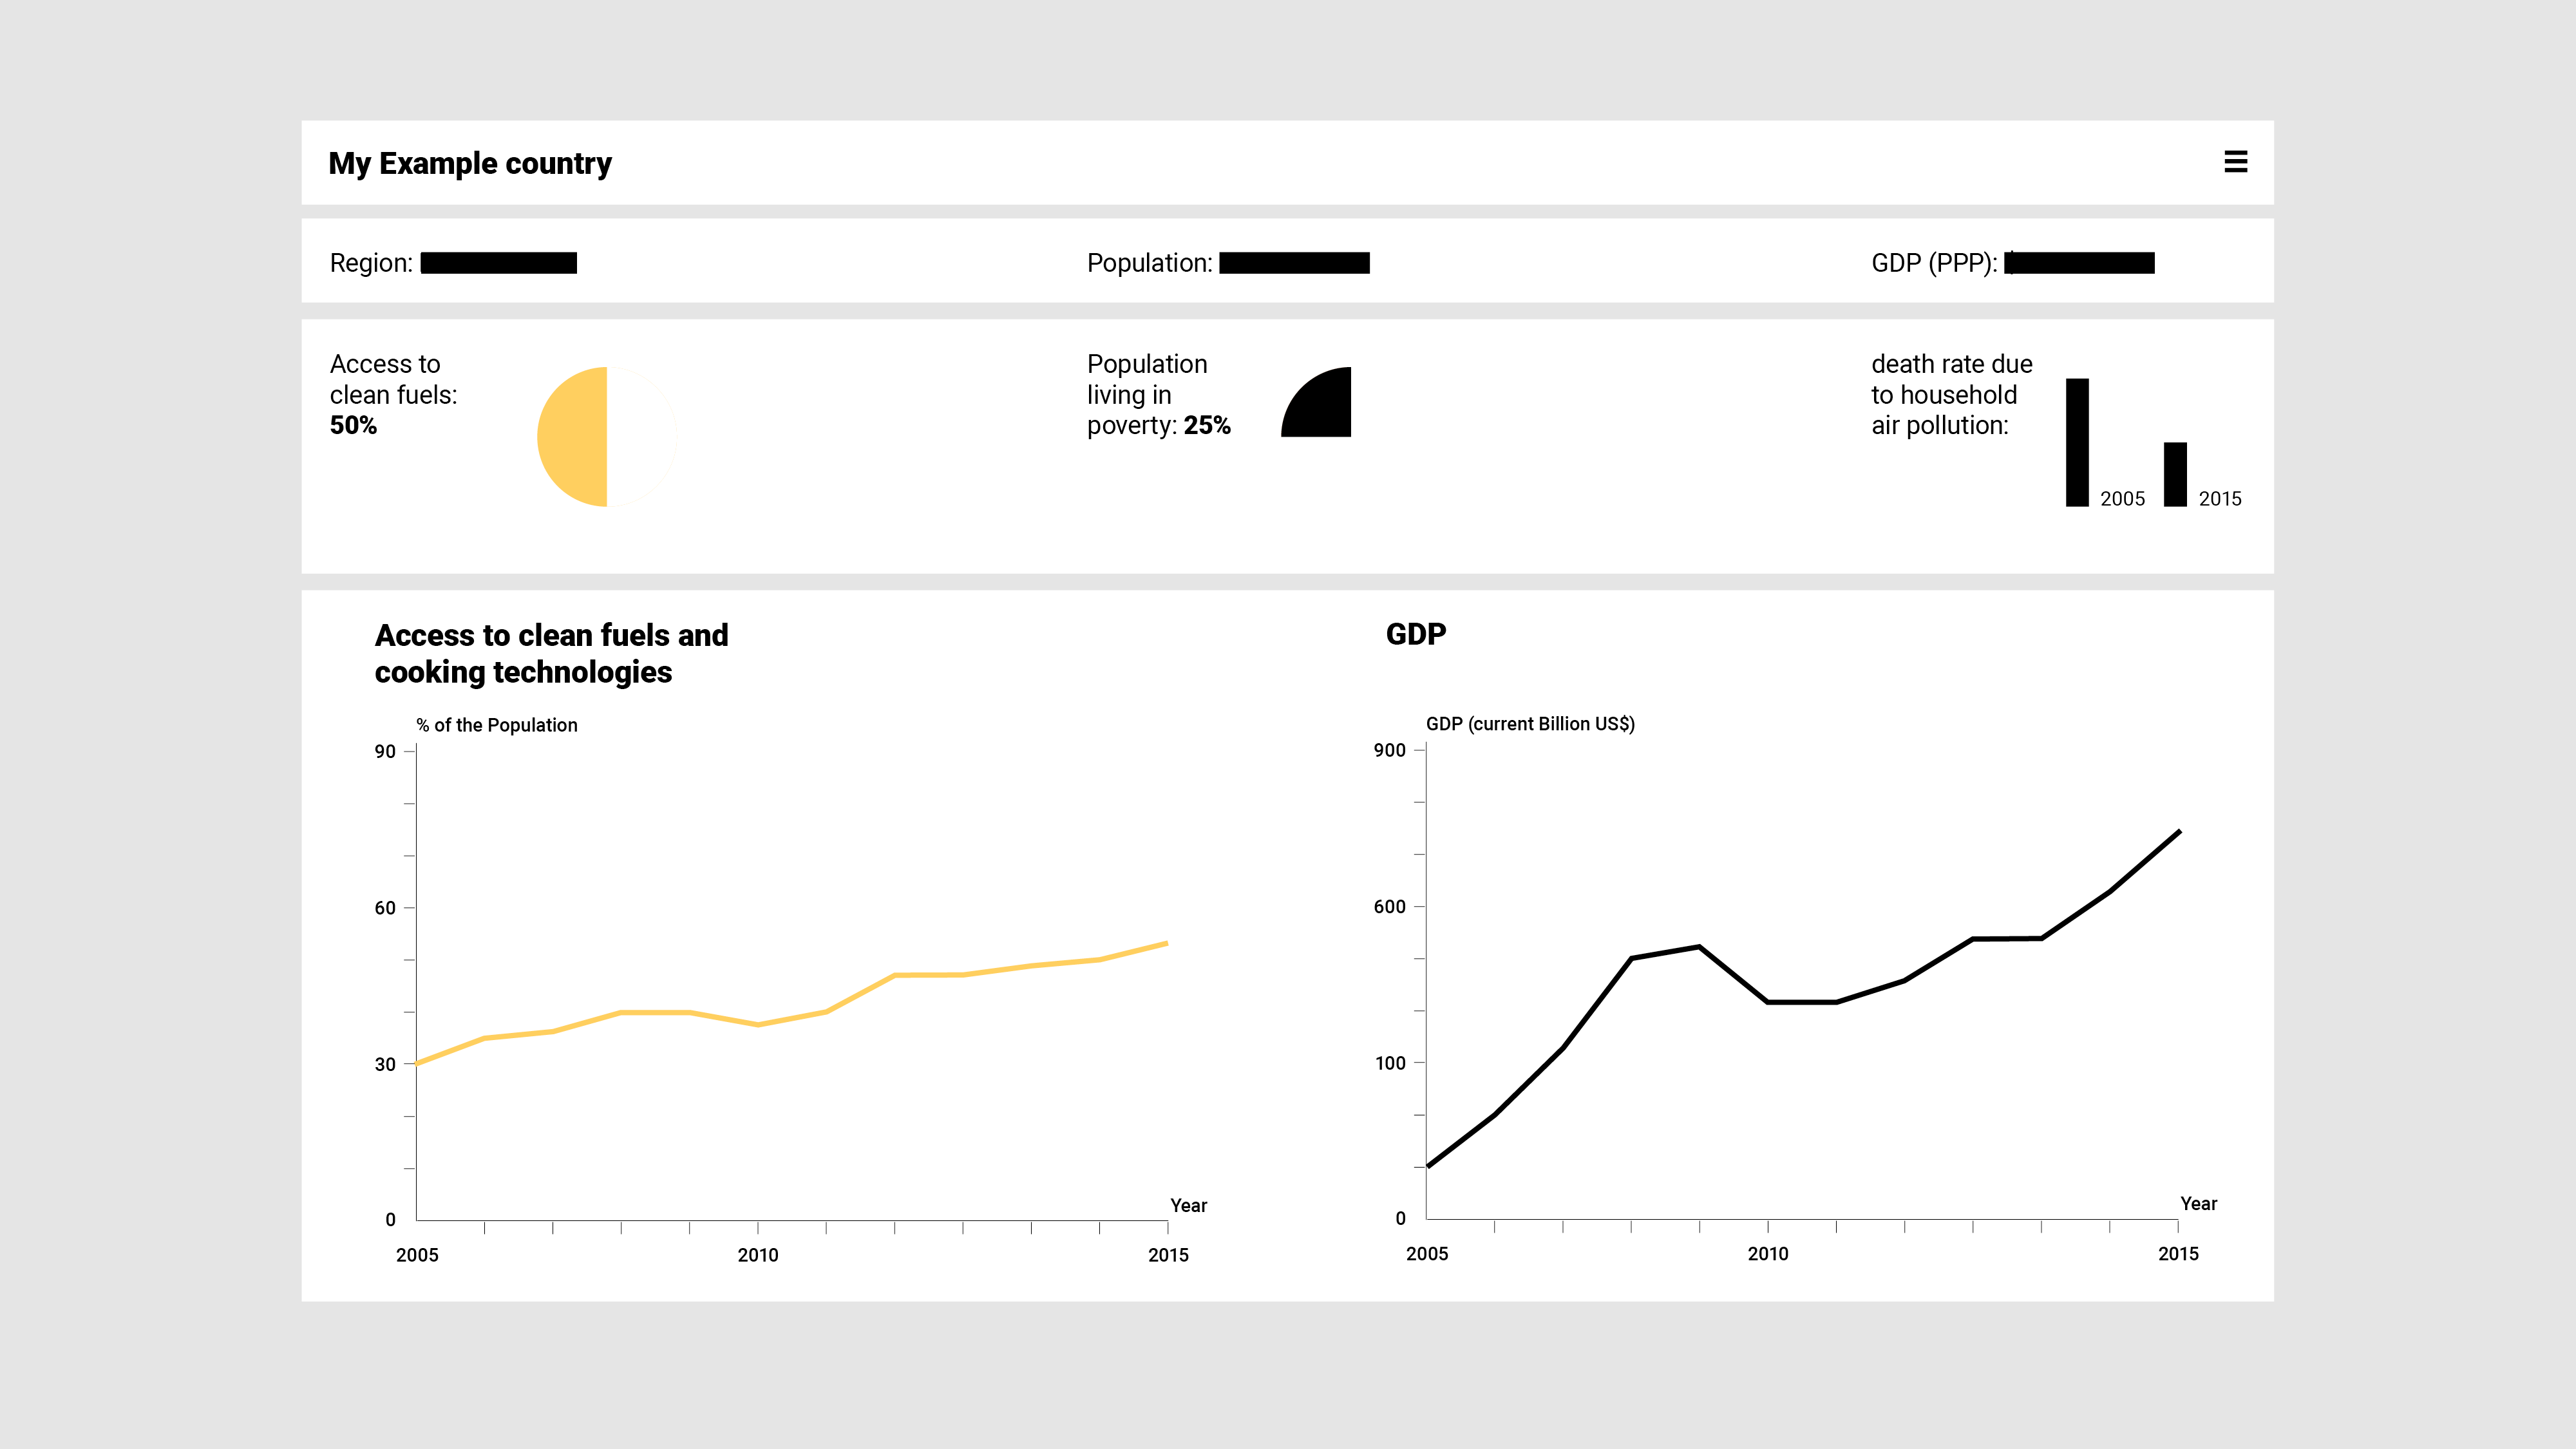 My Example country
Region:
Population:
GDP (PPP):
Access to
clean fuels:
50%
Population
living in
poverty: 25%
death rate due
to household
air pollution:
2005
2015
Access to clean fuels and
cooking technologies
% of the Population
90
60
30
0
Year
2005
2010
2015
GDP
GDP (current Billion US$)
900
600
100
0
Year
2005
2010
2015